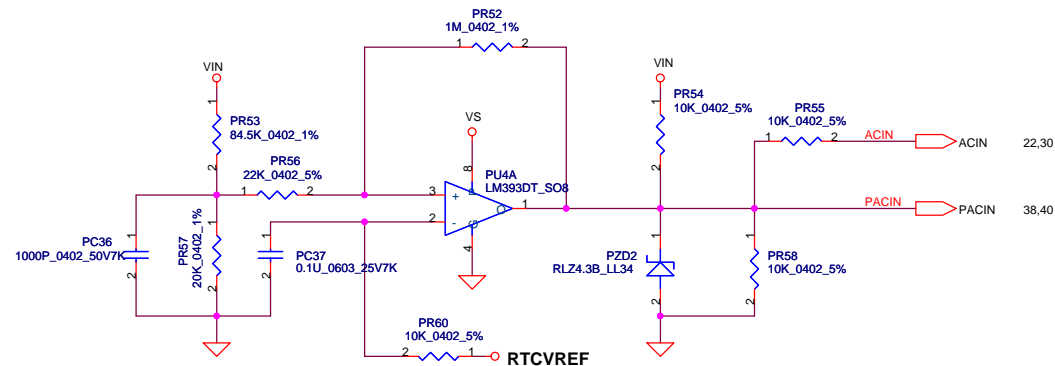 PR52
1M_0402_1%
1
2
VIN
VIN
1
PR53
84.5K_0402_1%
2
VS
1
PR54
10K_0402_5%
2
PR55
10K_0402_5%
1
2
ACIN
ACIN
22,30
PR56
22K_0402_5%
1
2
8
PU4A
LM393DT_SO8
3
+
P
2
-
G
O
1
4
PACIN
PACIN
38,40
PC36
1000P_0402_50V7K
1
2
PR57
20K_0402_1%
1
2
1
2
PC37
0.1U_0603_25V7K
1
PZD2
RLZ4.3B_LL34
2
1
PR58
10K_0402_5%
2
PR60
10K_0402_5%
2
1
RTCVREF